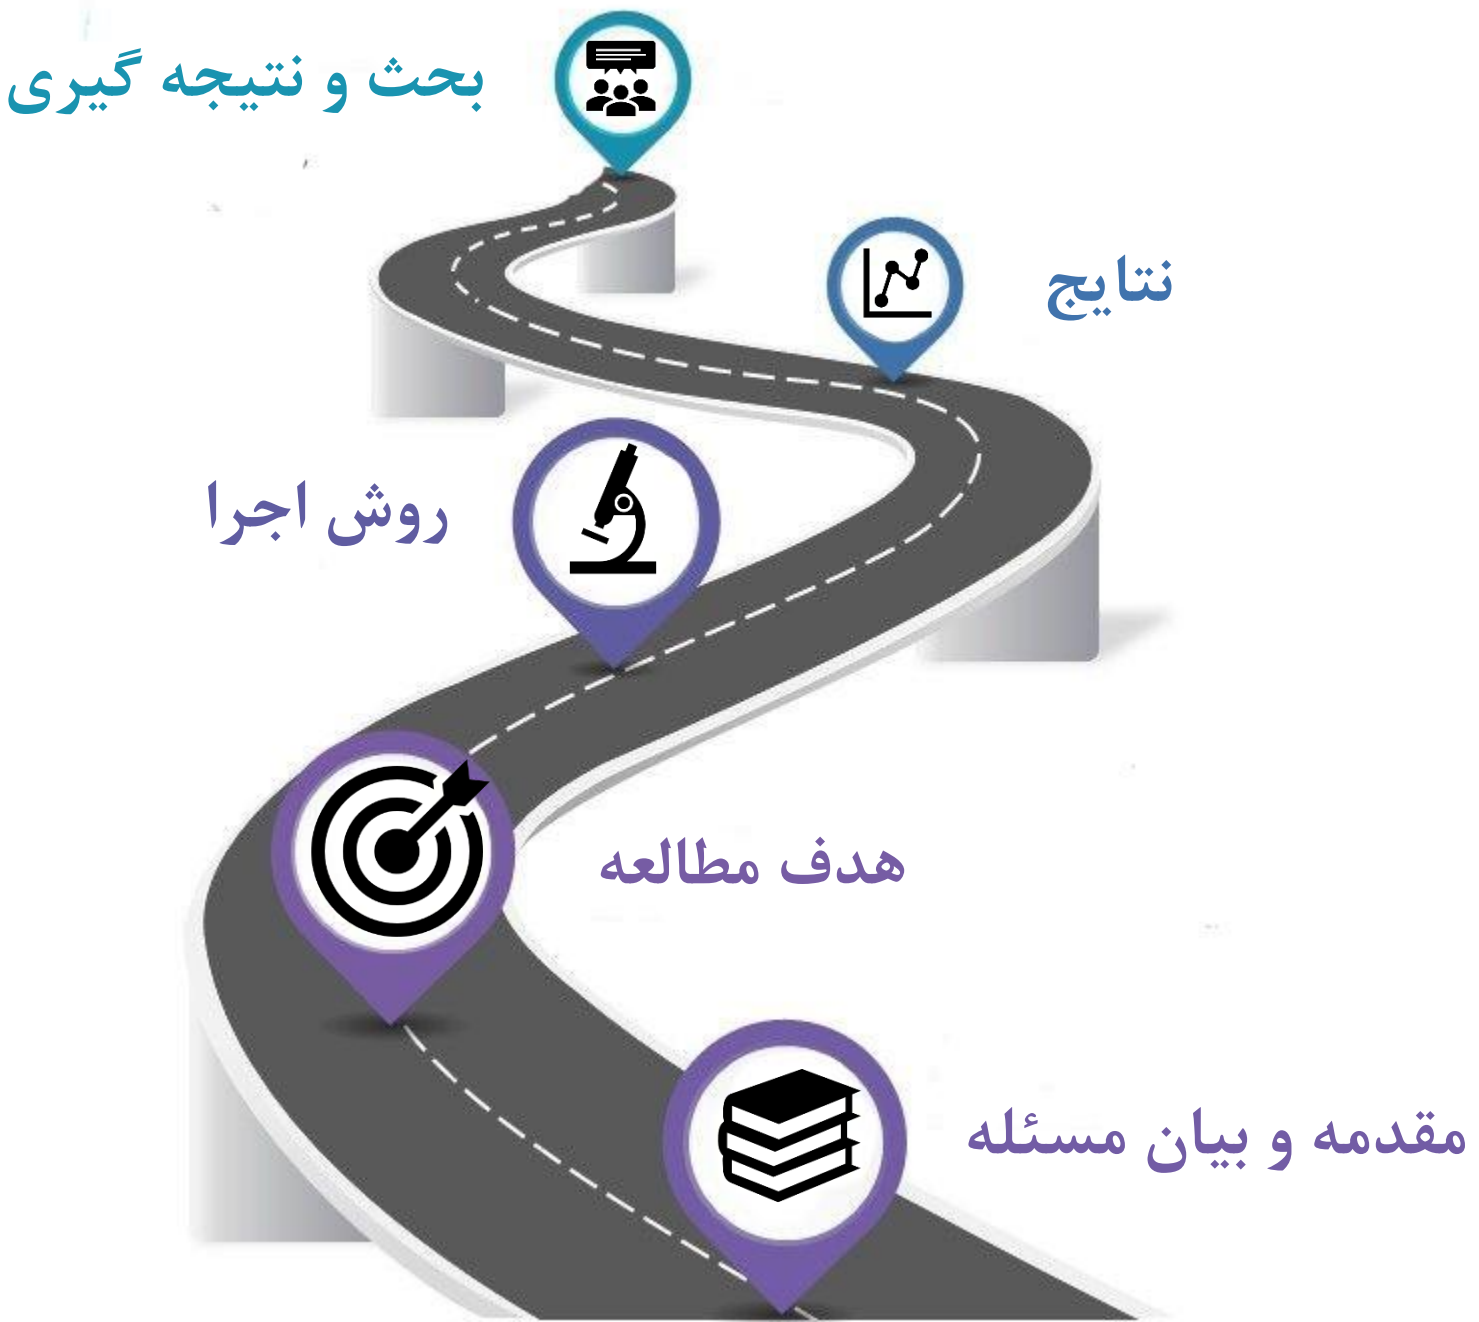 بحث و نتیجه گیری
نتایج
روش اجرا
هدف مطالعه
مقدمه و بیان مسئله